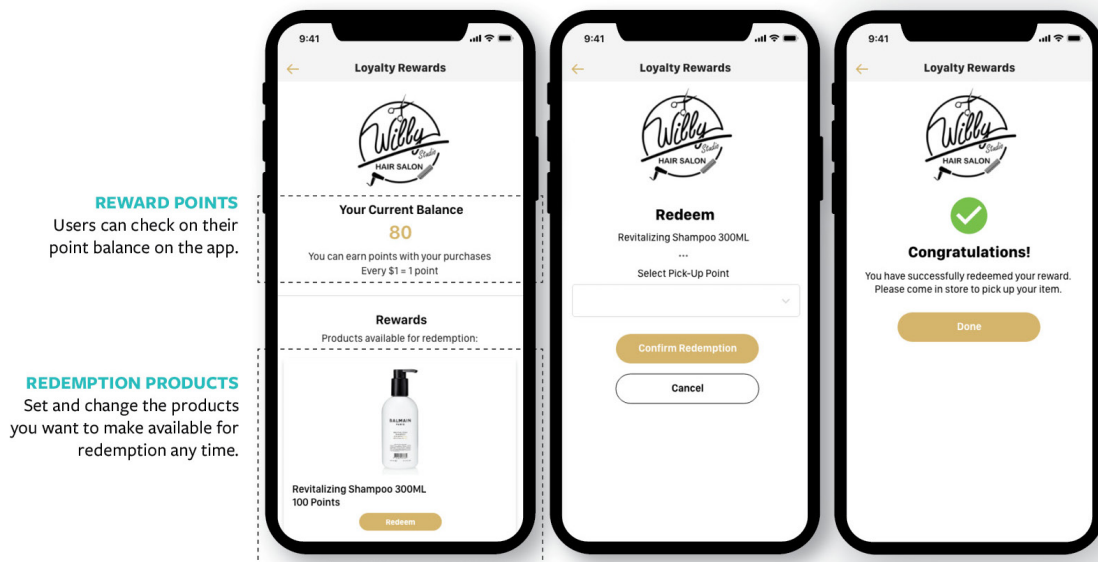 REWARD POINTS
Users can check on their
point balance on the app.
REDEMPTION PRODUCTS
Set and change the products
you want to make available for
redemption any time.
9:41
Loyalty Rewards
Willy
Studio
HAIR SALON
Your Current Balance
80
You can earn points with your purchases
Every $1 = 1 point
Rewards
Products available for redemption:
BALMAIN
PARIS
Revitalizing Shampoo 300ML
100 Points
Redeem
9:41
Loyalty Rewards
Willy
Studio
HAIR SALON
Redeem
Revitalizing Shampoo 300ML
...
Select Pick-Up Point
Confirm Redemption
Cancel
9:41
Loyalty Rewards
Willy
Studio
HAIR SALON
Congratulations!
You have successfully redeemed your reward.
Please come in store to pick up your item.
Done